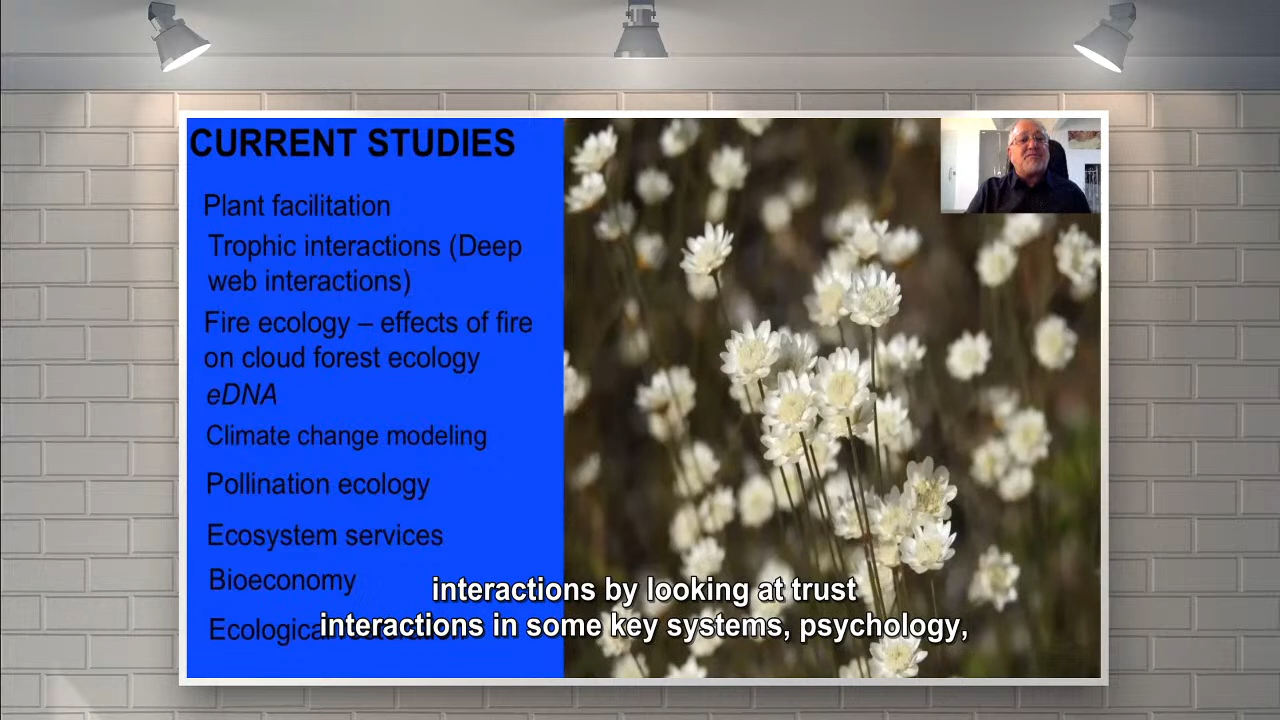 CURRENT STUDIES
Plant facilitation
Trophic interactions (Deep
web interactions)
Fire ecology – effects of fire
on cloud forest ecology
eDNA
Climate change modeling
Pollination ecology
Ecosystem services
Bioeconomy
interactions by looking at trust
interactions in some key systems, psychology,